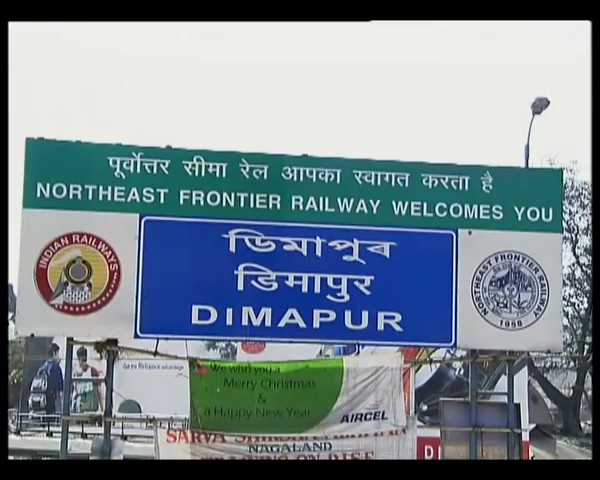 पूर्वोत्तर सीमा रेल आपका स्वागत करता है
NORTHEAST FRONTIER RAILWAY WELCOMES YOU
INDIAN RAILWAYS
ডিমাপুৰ
डिमापुर
DIMAPUR
NORTHEAST FRONTIER RAILWAY
1958
We wish you a
Merry Christmas
&
a Happy New Year
AIRCEL
SARVA
NAGALAND